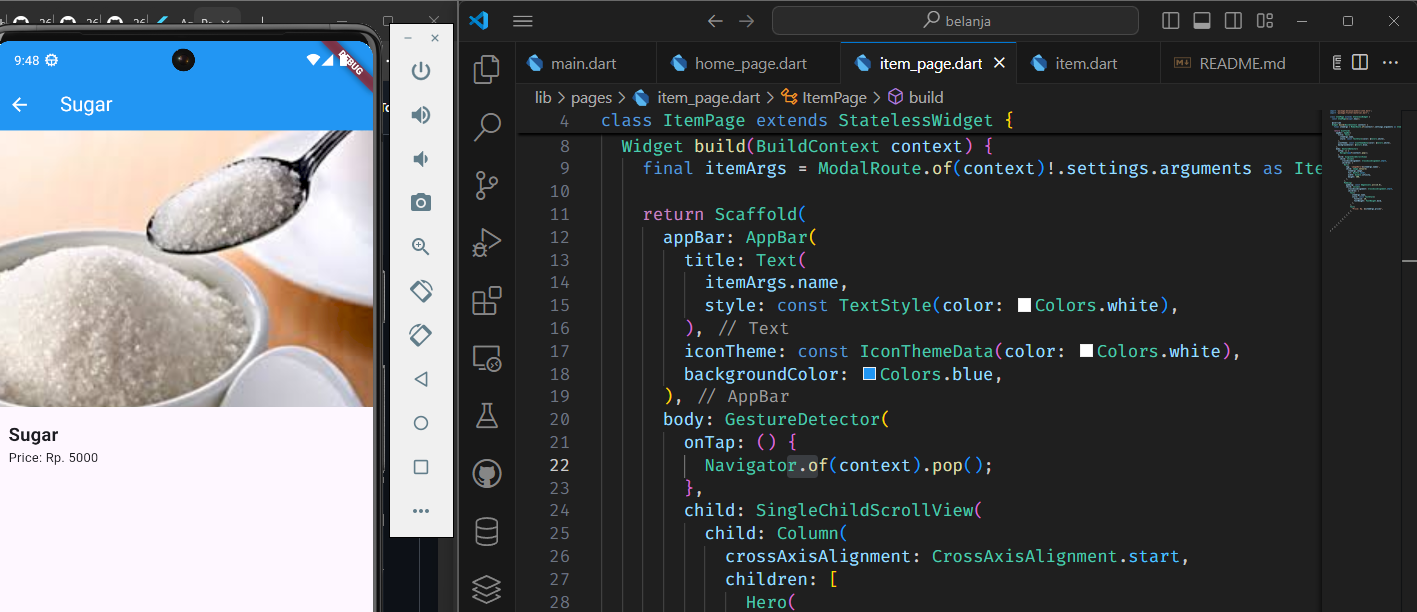 9:48
DEBUG
Sugar
Sugar
Price: Rp. 5000
belanja
main.dart
home_page.dart
item_page.dart
item.dart
README.md
lib > pages > item_page.dart > ItemPage > build
4 class ItemPage extends StatelessWidget {
8 Widget build(BuildContext context) {
9 final itemArgs = ModalRoute.of(context)!.settings.arguments as Ite
10
11 return Scaffold(
12 appBar: AppBar(
13 title: Text(
14 itemArgs.name,
15 style: const TextStyle(color: Colors.white),
16 ), // Text
17 iconTheme: const IconThemeData(color: Colors.white),
18 backgroundColor: Colors.blue,
19 ), // AppBar
20 body: GestureDetector(
21 onTap: () {
22 Navigator.of(context).pop();
23 },
24 child: SingleChildScrollView(
25 child: Column(
26 crossAxisAlignment: CrossAxisAlignment.start,
27 children: [
28 Hero(